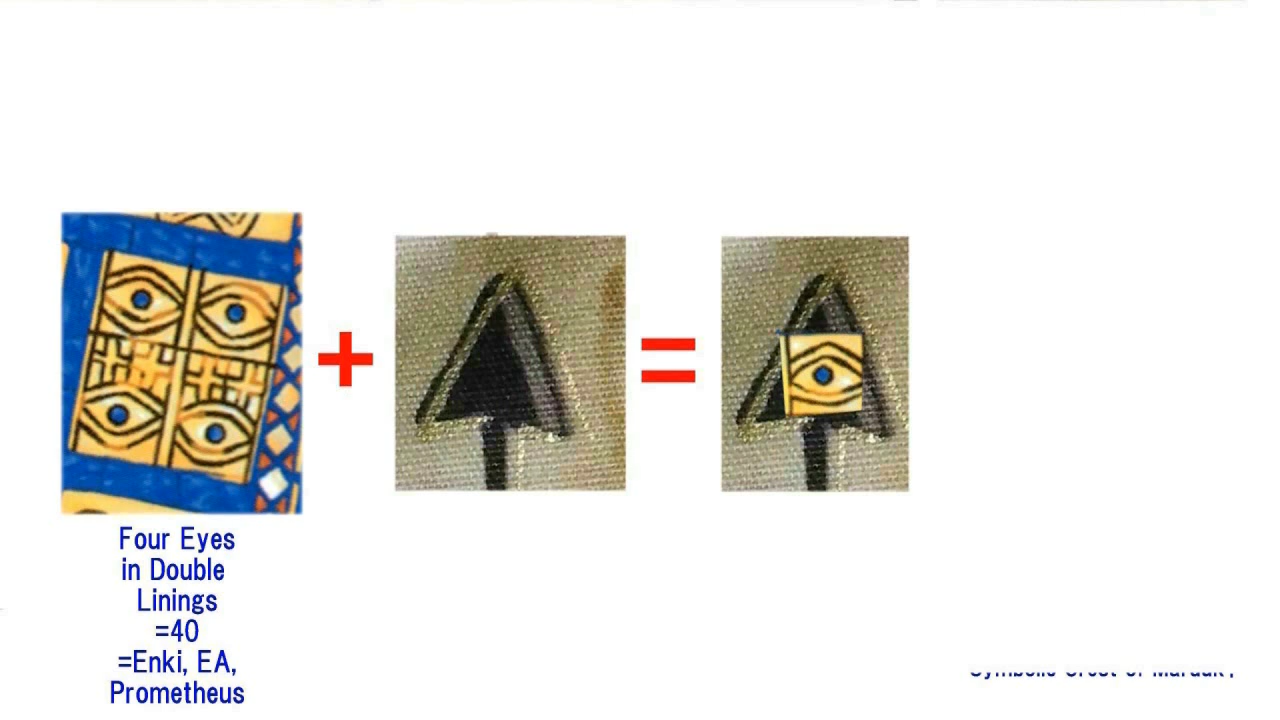 +
=
Four Eyes
in Double
Linings
=40
=Enki, EA,
Prometheus